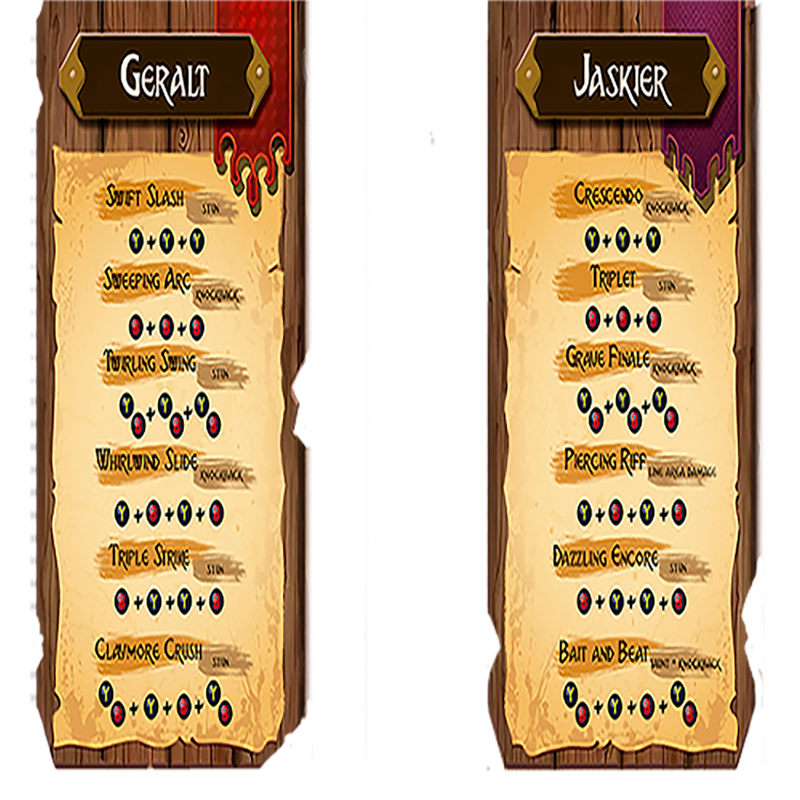 Geralt
Swift Slash Stun
Y + Y + Y
Sweeping Arc Knockback
B + B + B
Twirling Swing Stun
Y B + Y B + Y B
Whirlwind Slide Knockback
Y + B + Y + B
Triple Strike Stun
B + Y + Y + B
Claymore Crush Stun
Y B + Y + B + Y B
Jaskier
Crescendo Knockback
Y + Y + Y
Triplet Stun
B + B + B
Grave Finale Knockback
Y B + Y B + Y B
Piercing Riff Line Area Damage
Y + B + Y + B
Dazzling Encore Stun
B + Y + Y + B
Bait and Beat Taunt + Knockback
Y B + Y + B + Y B